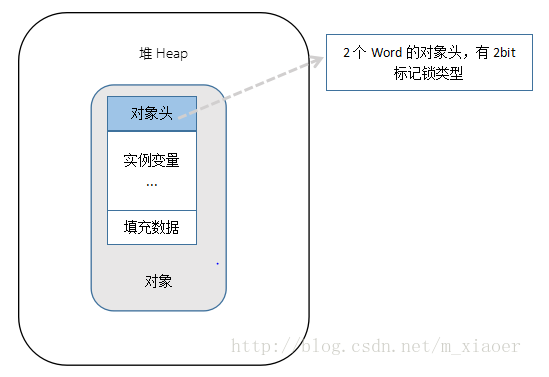 堆 Heap
2 个 Word 的对象头，有 2bit
标记锁类型
对象头
实例变量
...
填充数据
对象
http://blog.csdn.net/m_xiaoer